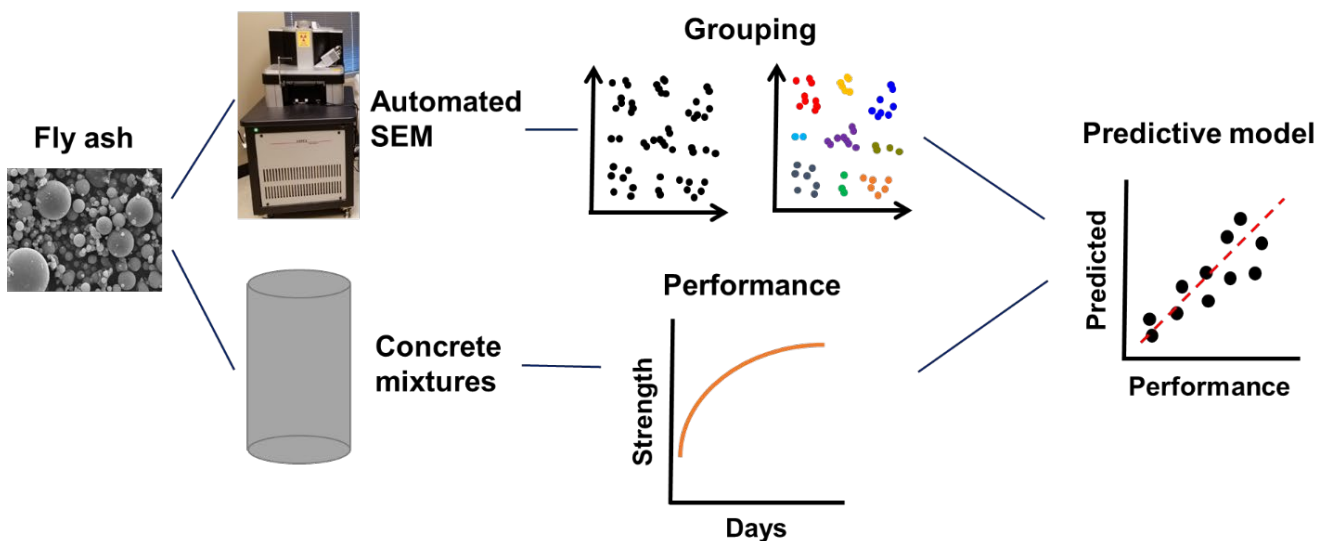 Fly ash
Automated
SEM
Grouping
Concrete
mixtures
Performance
Strength
Days
Predictive model
Predicted
Performance